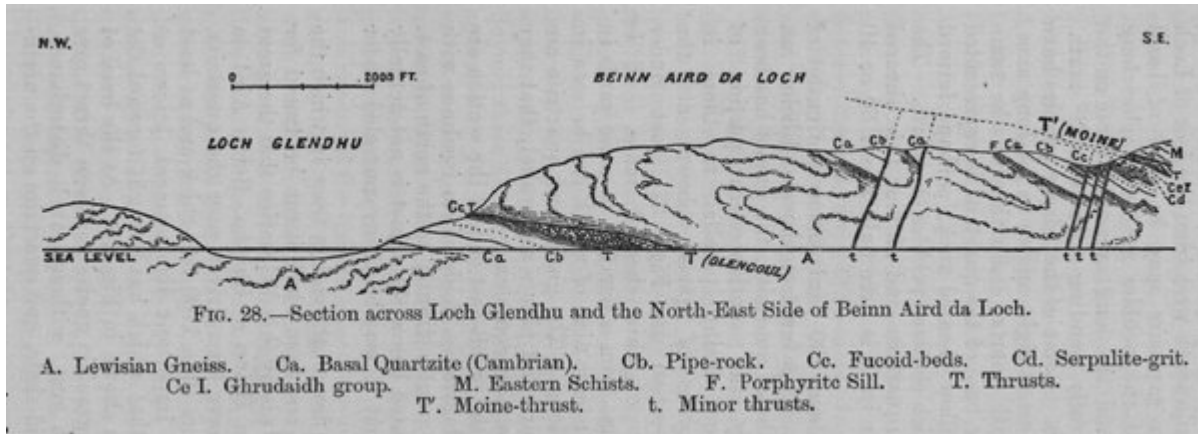 N.W.
S.E.
0 2000 FT.
BEINN AIRD DA LOCH
T' (MOINE)
LOCH GLENDHU
Ca Cb Ca F Ca Cb Cc
M
T
Ce I
Cd
Cc T
SEA LEVEL
A
Ca Cb T T (GLENCOUL) A t t t t t
FIG. 28.—Section across Loch Glendhu and the North-East Side of Beinn Aird da Loch.
A. Lewisian Gneiss. Ca. Basal Quartzite (Cambrian). Cb. Pipe-rock. Cc. Fucoid-beds. Cd. Serpulite-grit.
Ce I. Ghrudaidh group. M. Eastern Schists. F. Porphyrite Sill. T. Thrusts.
T'. Moine-thrust. t. Minor thrusts.